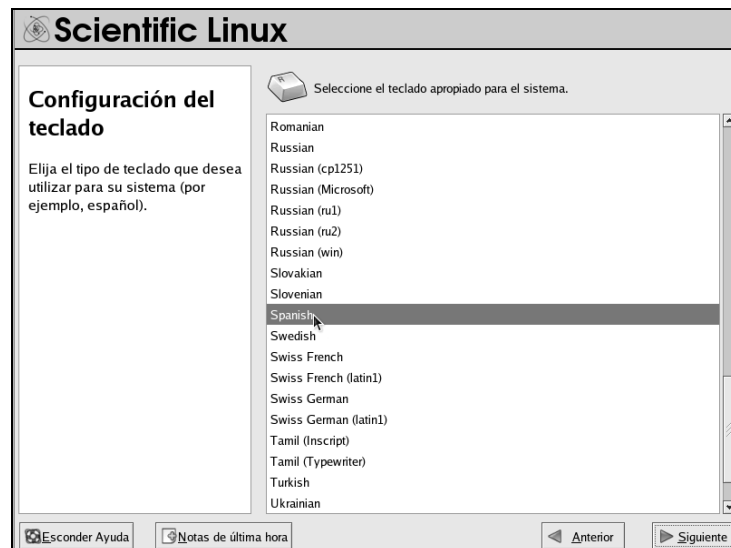 Scientific Linux
Configuración del
teclado
Elija el tipo de teclado que desea
utilizar para su sistema (por
ejemplo, español).
R
Seleccione el teclado apropiado para el sistema.
Romanian
Russian
Russian (cp1251)
Russian (Microsoft)
Russian (ru1)
Russian (ru2)
Russian (win)
Slovakian
Slovenian
Spanish
Swedish
Swiss French
Swiss French (latin1)
Swiss German
Swiss German (latin1)
Tamil (Inscript)
Tamil (Typewriter)
Turkish
Ukrainian
Esconder Ayuda
Notas de última hora
Anterior
Siguiente